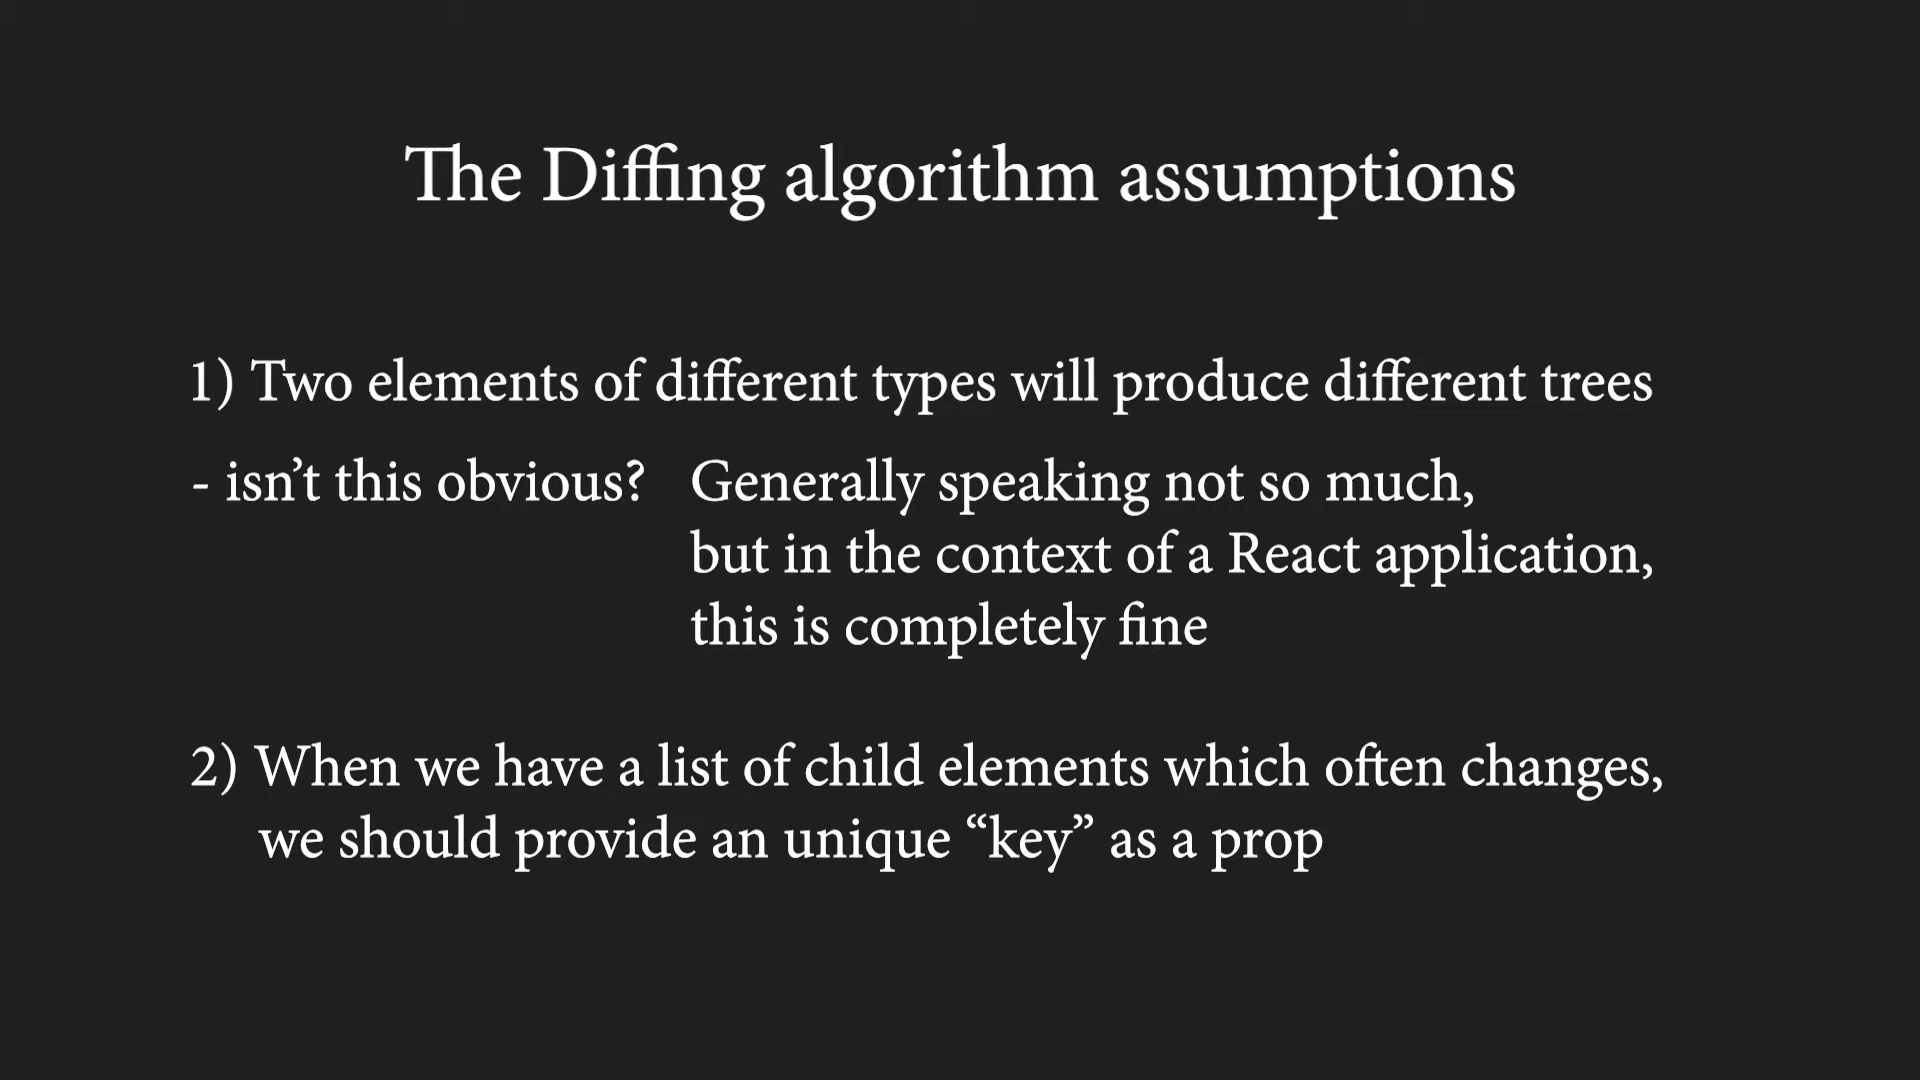 The Diffing algorithm assumptions
1) Two elements of different types will produce different trees
- isn’t this obvious? Generally speaking not so much,
but in the context of a React application,
this is completely fine
2) When we have a list of child elements which often changes,
we should provide an unique “key” as a prop